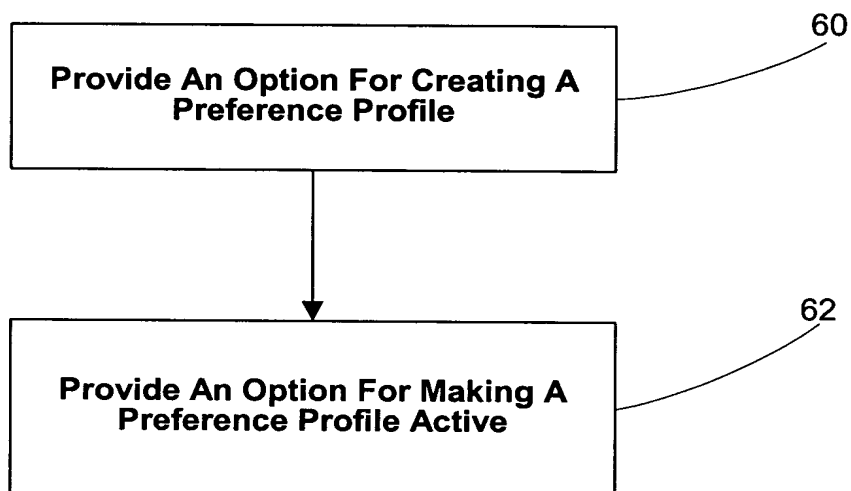 60
Provide An Option For Creating A
Preference Profile
62
Provide An Option For Making A
Preference Profile Active